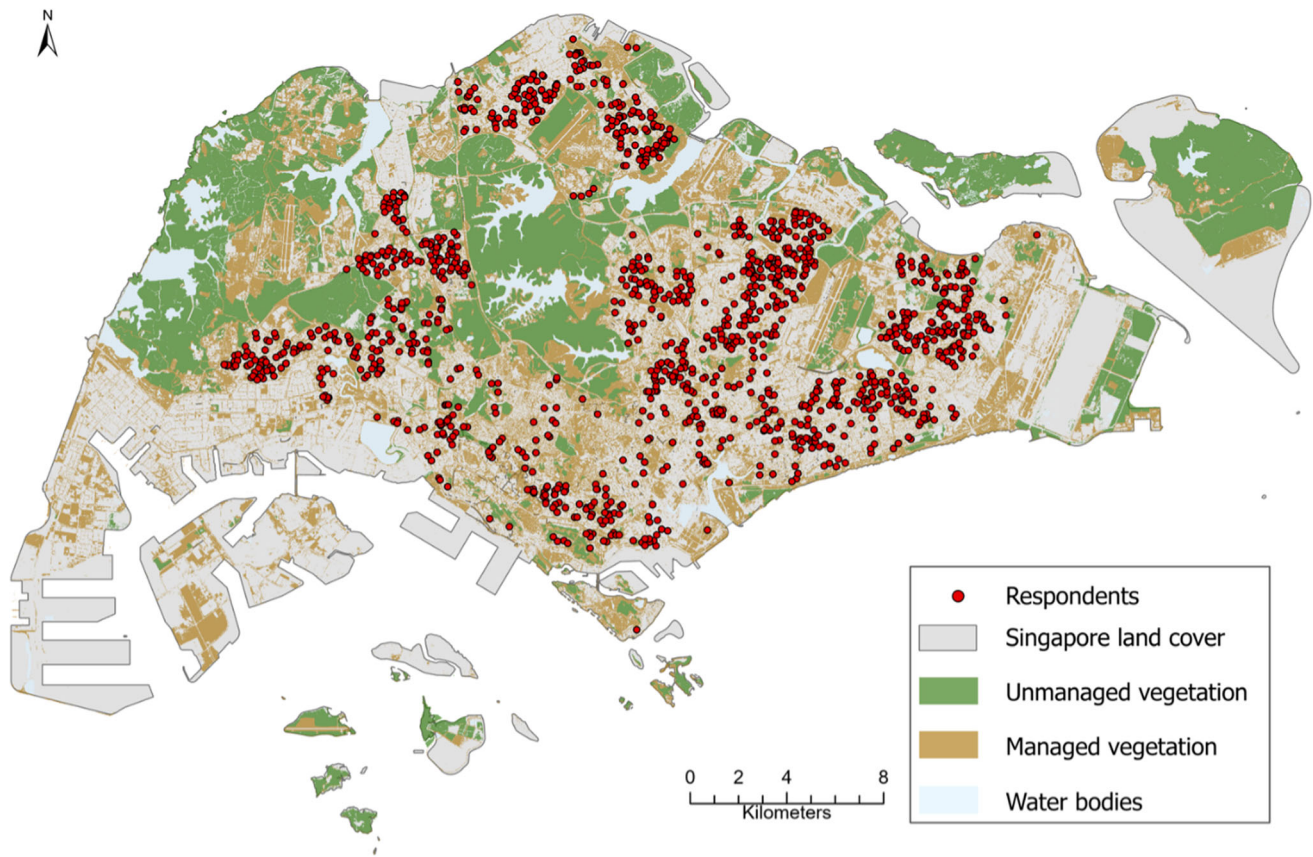 N
Respondents
Singapore land cover
Unmanaged vegetation
Managed vegetation
Water bodies
0 2 4 8
Kilometers